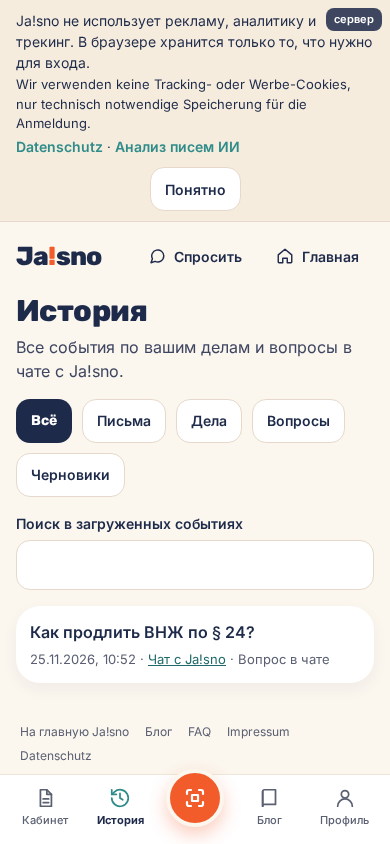 Ja!sno не использует рекламу, аналитику и
сервер
трекинг. В браузере хранится только то, что нужно
для входа.
Wir verwenden keine Tracking- oder Werbe-Cookies,
nur technisch notwendige Speicherung für die
Anmeldung.
Datenschutz · Анализ писем ИИ
Понятно
Ja!sno
Спросить
Главная
История
Все события по вашим делам и вопросы в
чате с Ja!sno.
Всё
Письма
Дела
Вопросы
Черновики
Поиск в загруженных событиях
Как продлить ВНЖ по § 24?
25.11.2026, 10:52 · Чат с Ja!sno · Вопрос в чате
На главную Ja!sno
Блог
FAQ
Impressum
Datenschutz
Кабинет
История
Блог
Профиль